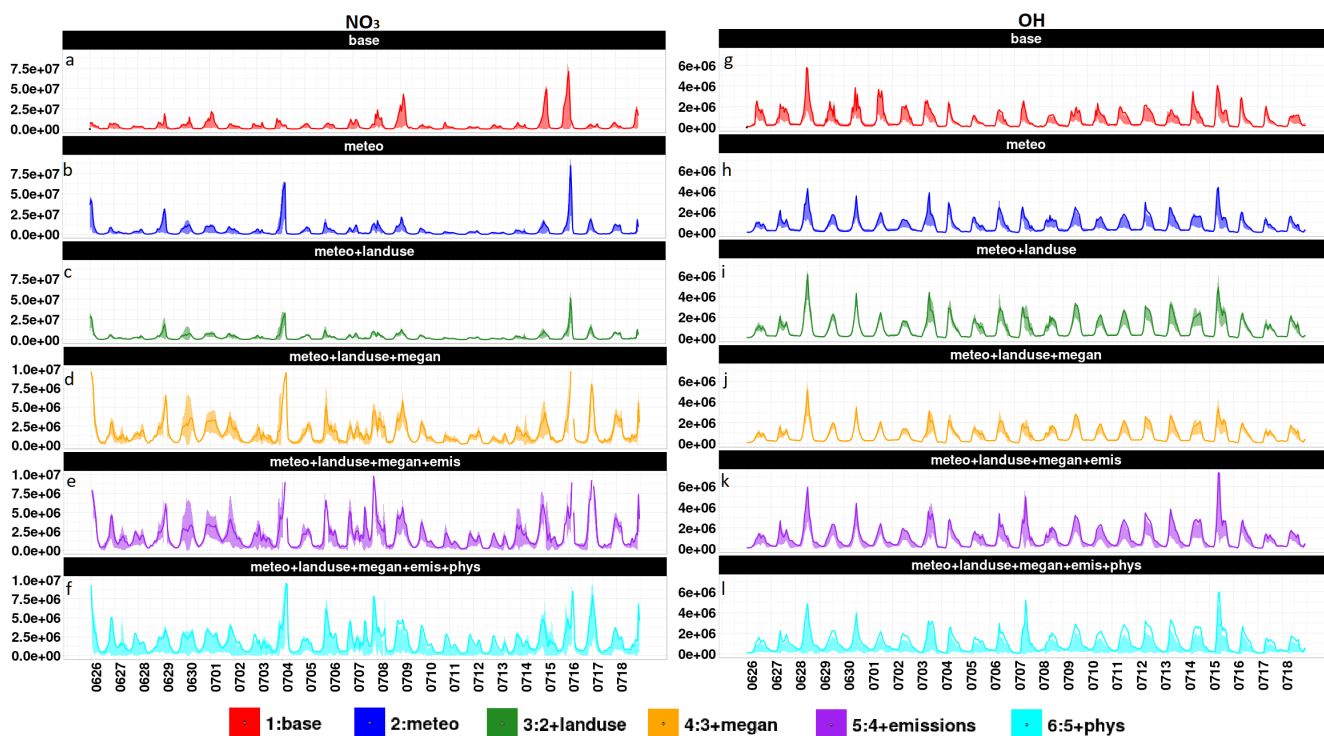 NO₃
base
a
7.5e+07
5.0e+07
2.5e+07
0.0e+00
meteo
b
7.5e+07
5.0e+07
2.5e+07
0.0e+00
meteo+landuse
c
7.5e+07
5.0e+07
2.5e+07
0.0e+00
meteo+landuse+megan
d
1.0e+07
7.5e+06
5.0e+06
2.5e+06
0.0e+00
meteo+landuse+megan+emis
e
1.0e+07
7.5e+06
5.0e+06
2.5e+06
0.0e+00
meteo+landuse+megan+emis+phys
f
1.0e+07
7.5e+06
5.0e+06
2.5e+06
0.0e+00
0626 0627 0628 0629 0630 0701 0702 0703 0704 0705 0706 0707 0708 0709 0710 0711 0712 0713 0714 0715 0716 0717 0718
OH
base
g
6e+06
4e+06
2e+06
0e+00
meteo
h
6e+06
4e+06
2e+06
0e+00
meteo+landuse
i
6e+06
4e+06
2e+06
0e+00
meteo+landuse+megan
j
6e+06
4e+06
2e+06
0e+00
meteo+landuse+megan+emis
k
6e+06
4e+06
2e+06
0e+00
meteo+landuse+megan+emis+phys
l
6e+06
4e+06
2e+06
0e+00
0626 0627 0628 0629 0630 0701 0702 0703 0704 0705 0706 0707 0708 0709 0710 0711 0712 0713 0714 0715 0716 0717 0718
1:base 2:meteo 3:2+landuse 4:3+megan 5:4+emissions 6:5+phys